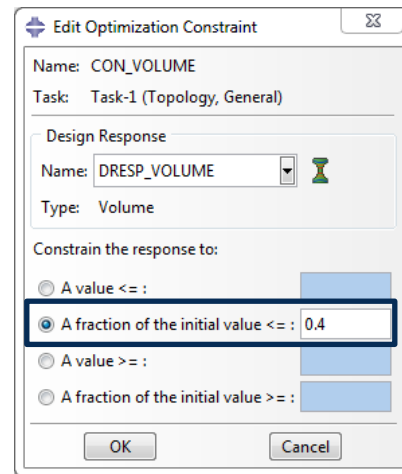 Edit Optimization Constraint
Name: CON_VOLUME
Task: Task-1 (Topology, General)
Design Response
Name: DRESP_VOLUME
Type: Volume
Constrain the response to:
A value <= :
A fraction of the initial value <= : 0.4
A value >= :
A fraction of the initial value >= :
OK Cancel